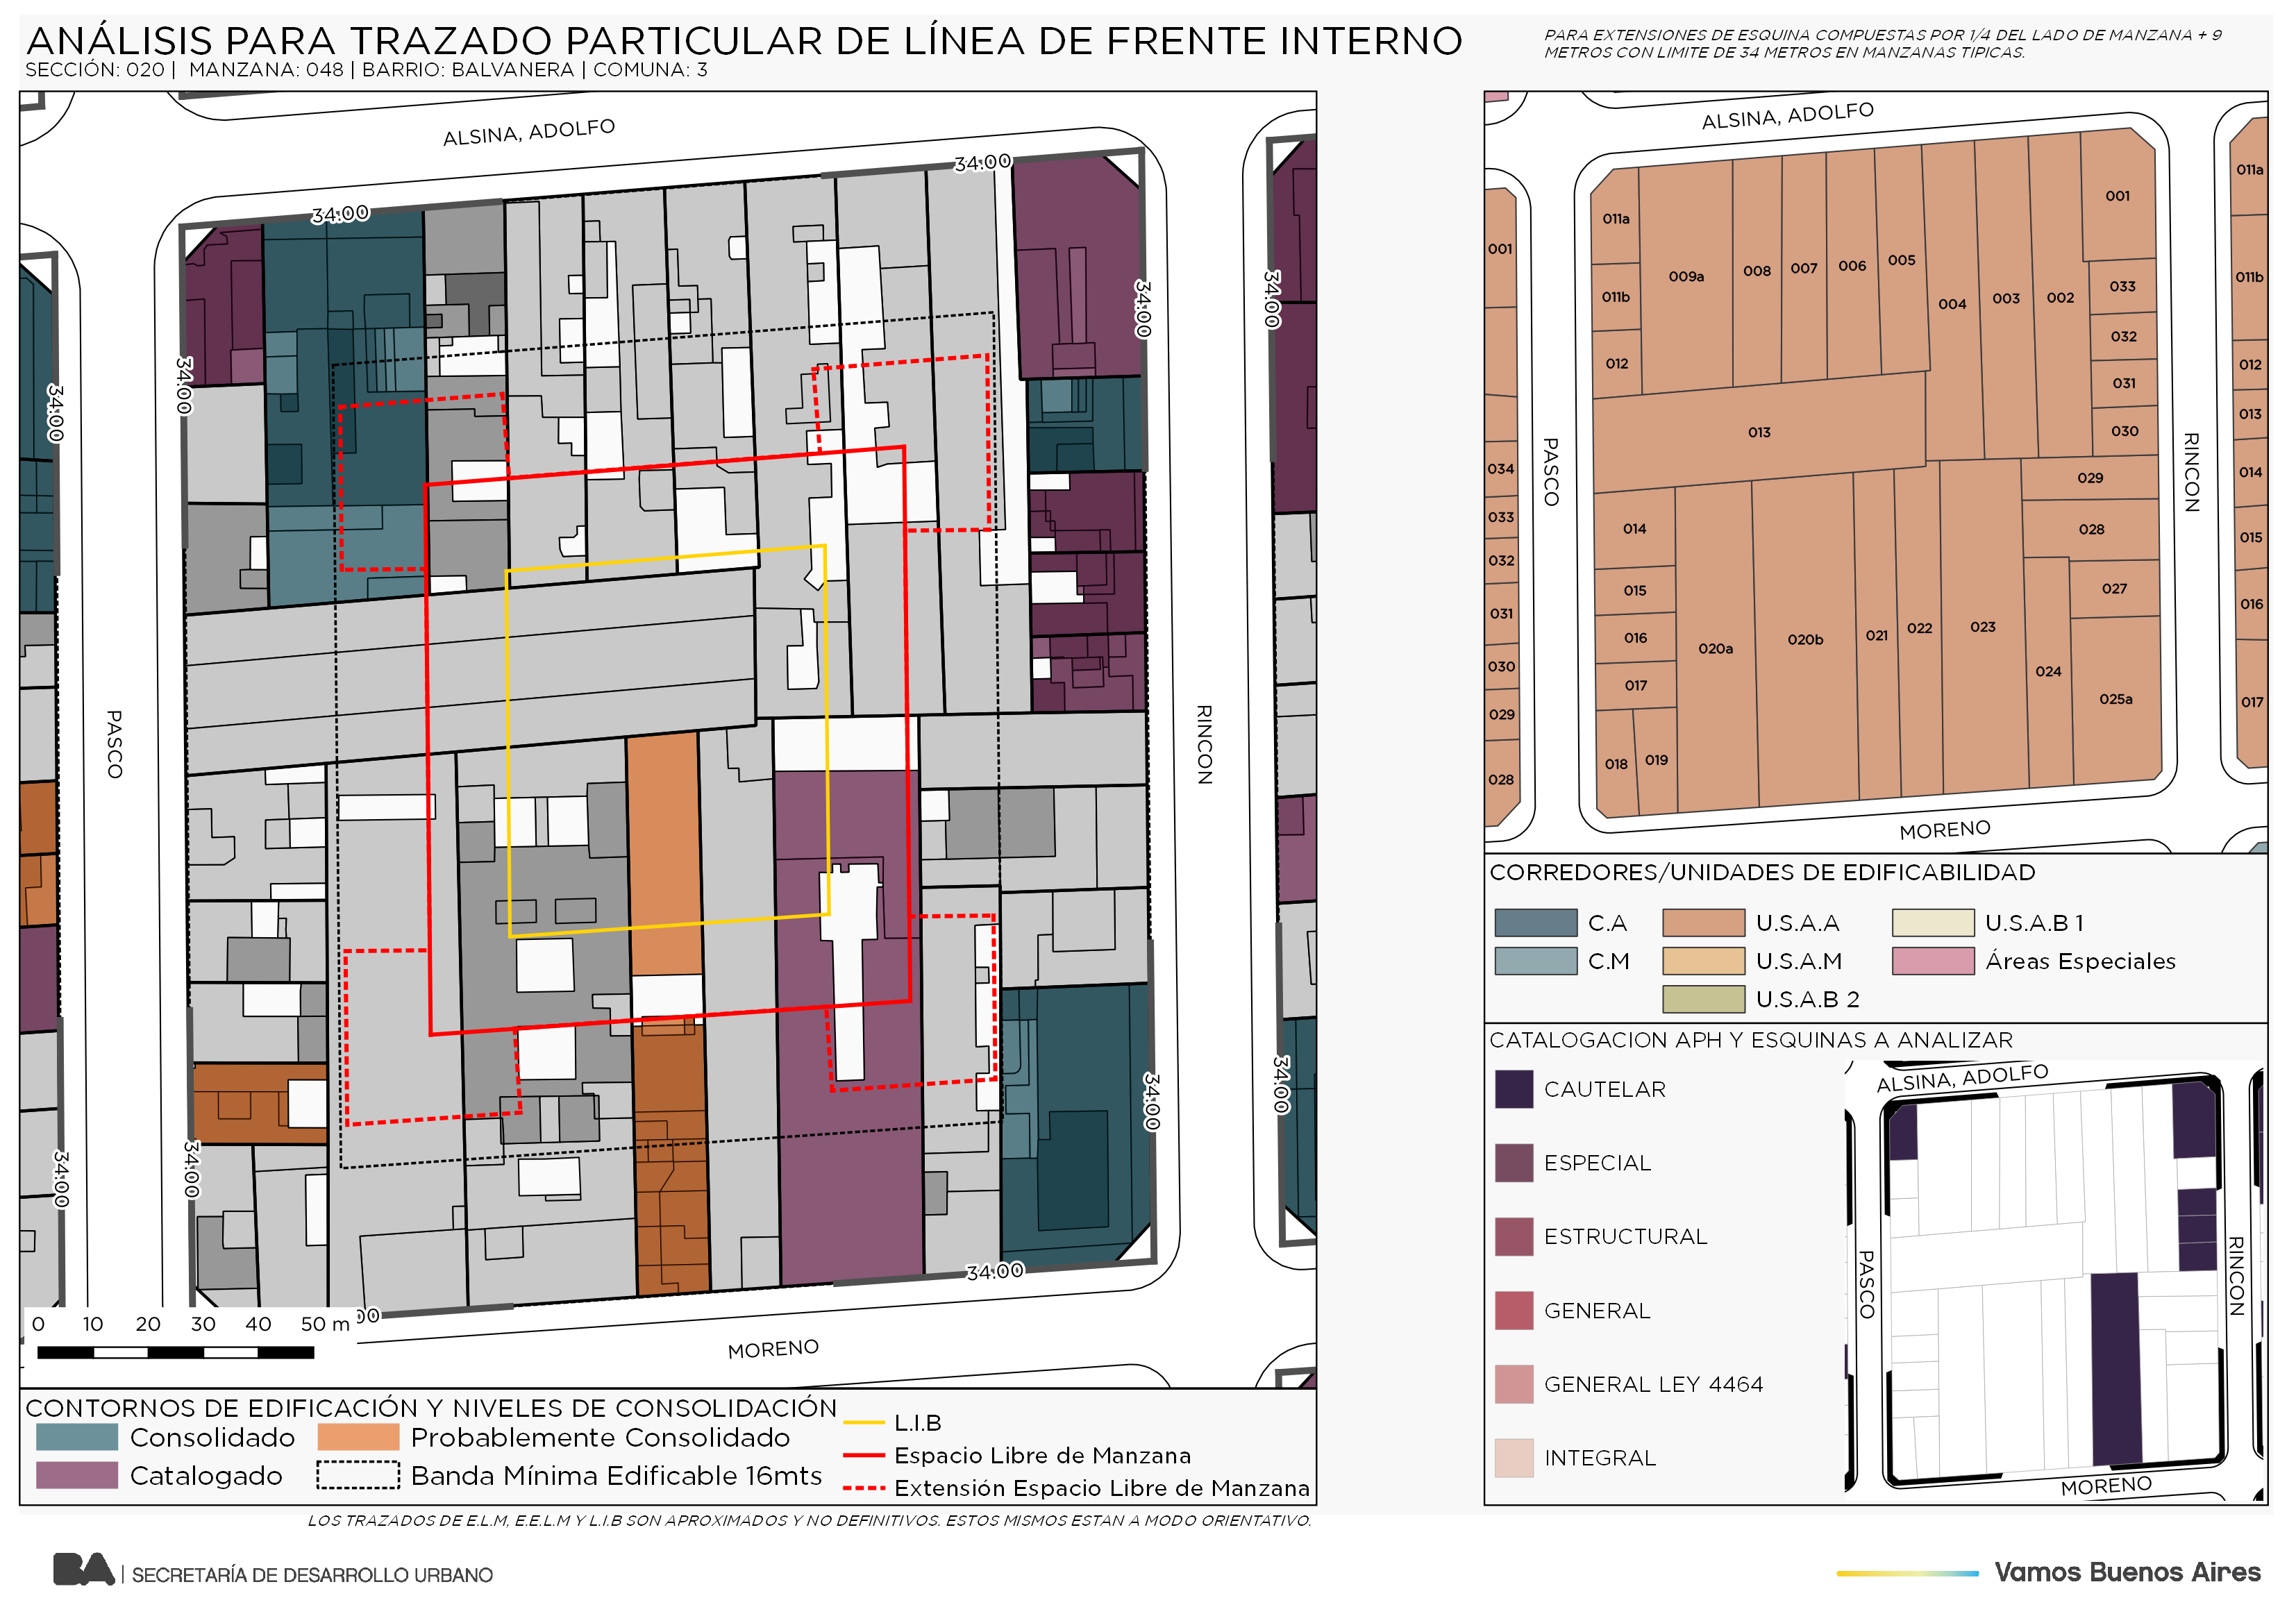 ANÁLISIS PARA TRAZADO PARTICULAR DE LÍNEA DE FRENTE INTERNO
SECCIÓN: 020 | MANZANA: 048 | BARRIO: BALVANERA | COMUNA: 3
PARA EXTENSIONES DE ESQUINA COMPUESTAS POR 1/4 DEL LADO DE MANZANA + 9
METROS CON LIMITE DE 34 METROS EN MANZANAS TIPICAS.
ALSINA, ADOLFO
34:00
34:00
34:00
34:00
34:00
34:00
PASCO
RINCON
34:00
34:00
34:00
34:00
34:00
00
MORENO
0 10 20 30 40 50 m
CONTORNOS DE EDIFICACIÓN Y NIVELES DE CONSOLIDACIÓN
Consolidado
Catalogado
Probablemente Consolidado
Banda Mínima Edificable 16mts
L.I.B
Espacio Libre de Manzana
Extensión Espacio Libre de Manzana
LOS TRAZADOS DE E.L.M, E.E.L.M Y L.I.B SON APROXIMADOS Y NO DEFINITIVOS. ESTOS MISMOS ESTAN A MODO ORIENTATIVO.
ALSINA, ADOLFO
001
034
033
032
031
030
029
028
PASCO
011a
011b
012
009a
008
007
006
005
004
003
002
001
033
032
031
030
013
029
028
027
014
015
016
017
018
019
020a
020b
021
022
023
024
025a
RINCON
011a
011b
012
013
014
015
016
017
MORENO
CORREDORES/UNIDADES DE EDIFICABILIDAD
C.A
C.M
U.S.A.A
U.S.A.M
U.S.A.B 2
U.S.A.B 1
Áreas Especiales
CATALOGACION APH Y ESQUINAS A ANALIZAR
CAUTELAR
ESPECIAL
ESTRUCTURAL
GENERAL
GENERAL LEY 4464
INTEGRAL
ALSINA, ADOLFO
PASCO
RINCON
MORENO
BA | SECRETARÍA DE DESARROLLO URBANO
Vamos Buenos Aires